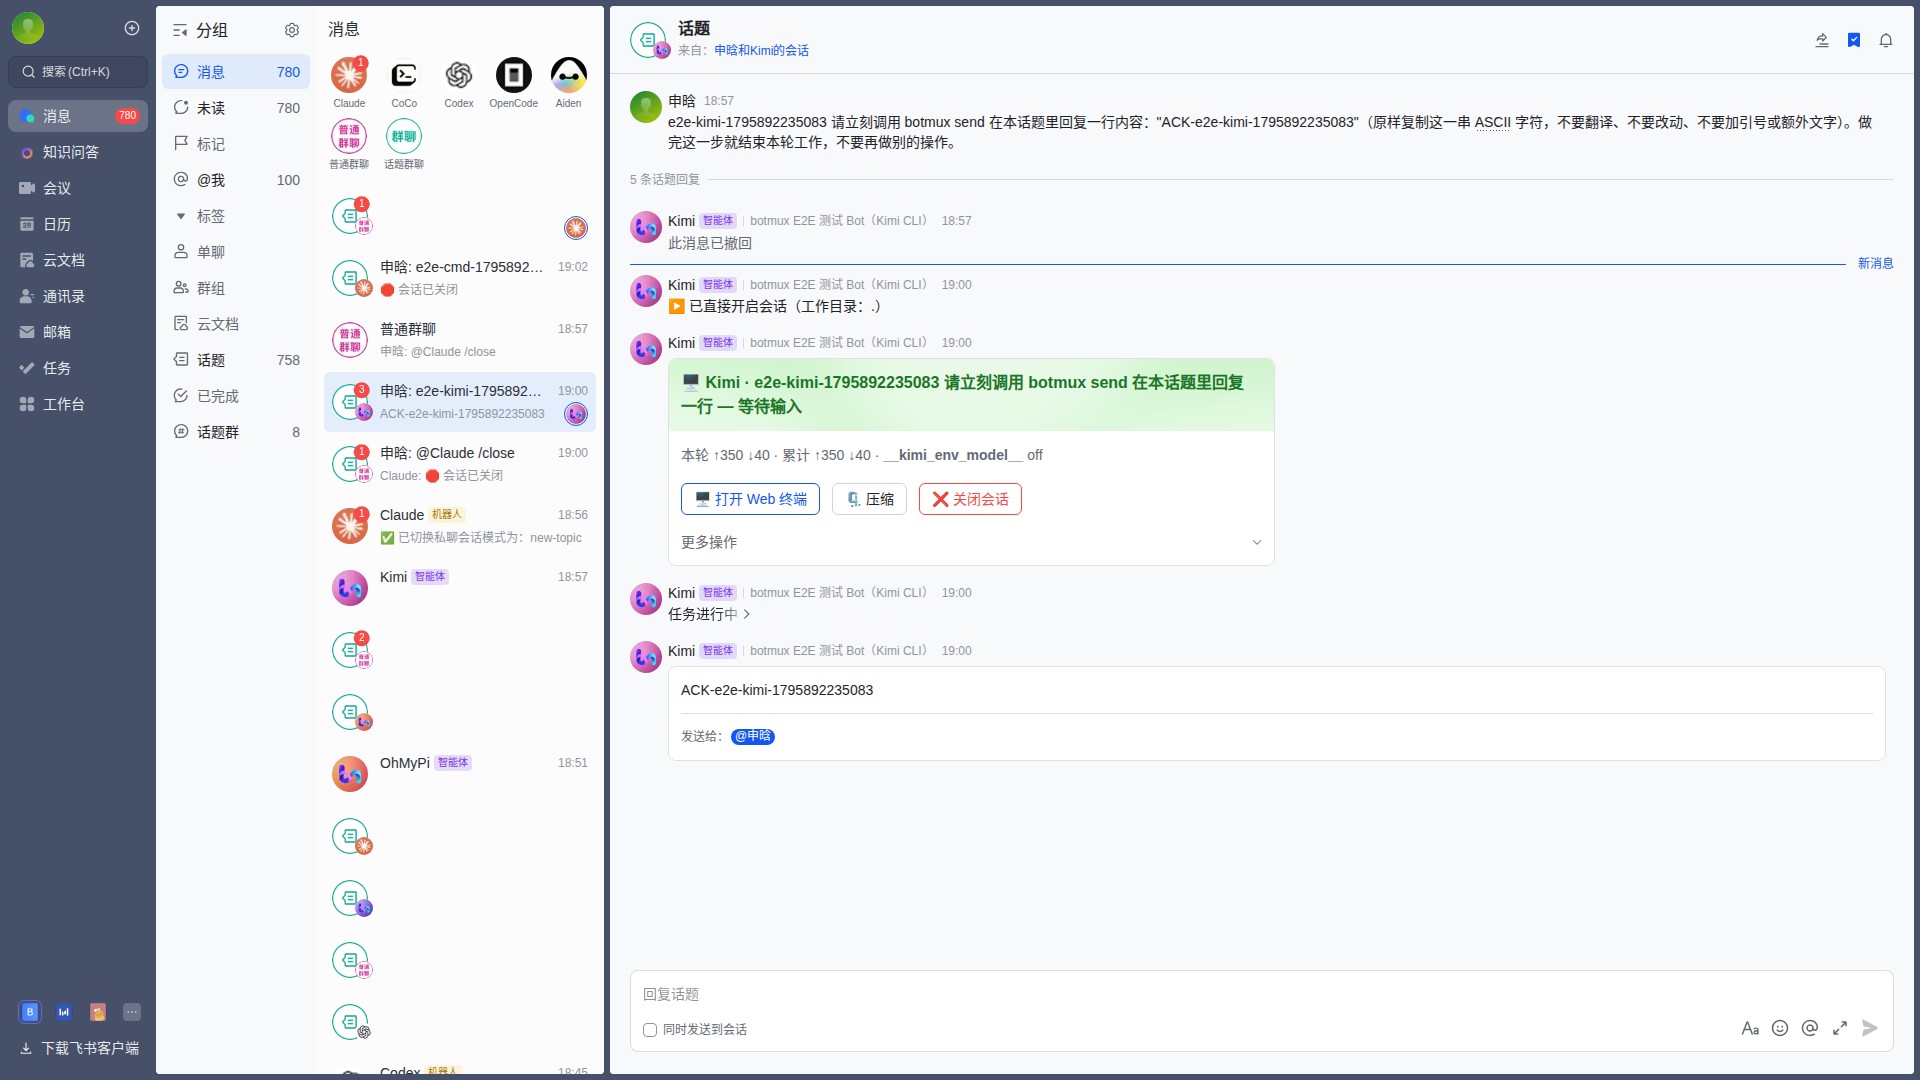 搜索 (Ctrl+K)
消息 780
知识问答
会议
日历
云文档
通讯录
邮箱
任务
工作台
下载飞书客户端
分组
消息 780
未读 780
标记
@我 100
标签
单聊
群组
云文档
话题 758
已完成
话题群 8
消息
1
Claude CoCo Codex OpenCode Aiden
普通群聊 群聊
普通群聊 话题群聊
1
申晗: e2e-cmd-1795892... 19:02
会话已关闭
普通群聊 普通群聊 18:57
申晗: @Claude /close
3 申晗: e2e-kimi-1795892... 19:00
ACK-e2e-kimi-1795892235083
1 申晗: @Claude /close 19:00
Claude: 会话已关闭
1 Claude 机器人 18:56
✅ 已切换私聊会话模式为：new-topic
Kimi 智能体 18:57
2
OhMyPi 智能体 18:51
Codex 机器人 18:45
话题
来自：申晗和Kimi的会话
申晗 18:57
e2e-kimi-1795892235083 请立刻调用 botmux send 在本话题里回复一行内容："ACK-e2e-kimi-1795892235083"（原样复制这一串 ASCII 字符，不要翻译、不要改动、不要加引号或额外文字）。做
完这一步就结束本轮工作，不要再做别的操作。
5 条话题回复
Kimi 智能体 botmux E2E 测试 Bot（Kimi CLI） 18:57
此消息已撤回
新消息
Kimi 智能体 botmux E2E 测试 Bot（Kimi CLI） 19:00
▶️ 已直接开启会话（工作目录：.）
Kimi 智能体 botmux E2E 测试 Bot（Kimi CLI） 19:00
🖥️ Kimi · e2e-kimi-1795892235083 请立刻调用 botmux send 在本话题里回复
一行 — 等待输入
本轮 ↑350 ↓40 · 累计 ↑350 ↓40 · __kimi_env_model__ off
🖥️ 打开 Web 终端 🗜️ 压缩 ❌ 关闭会话
更多操作
Kimi 智能体 botmux E2E 测试 Bot（Kimi CLI） 19:00
任务进行中
Kimi 智能体 botmux E2E 测试 Bot（Kimi CLI） 19:00
ACK-e2e-kimi-1795892235083
发送给： @申晗
回复话题
同时发送到会话